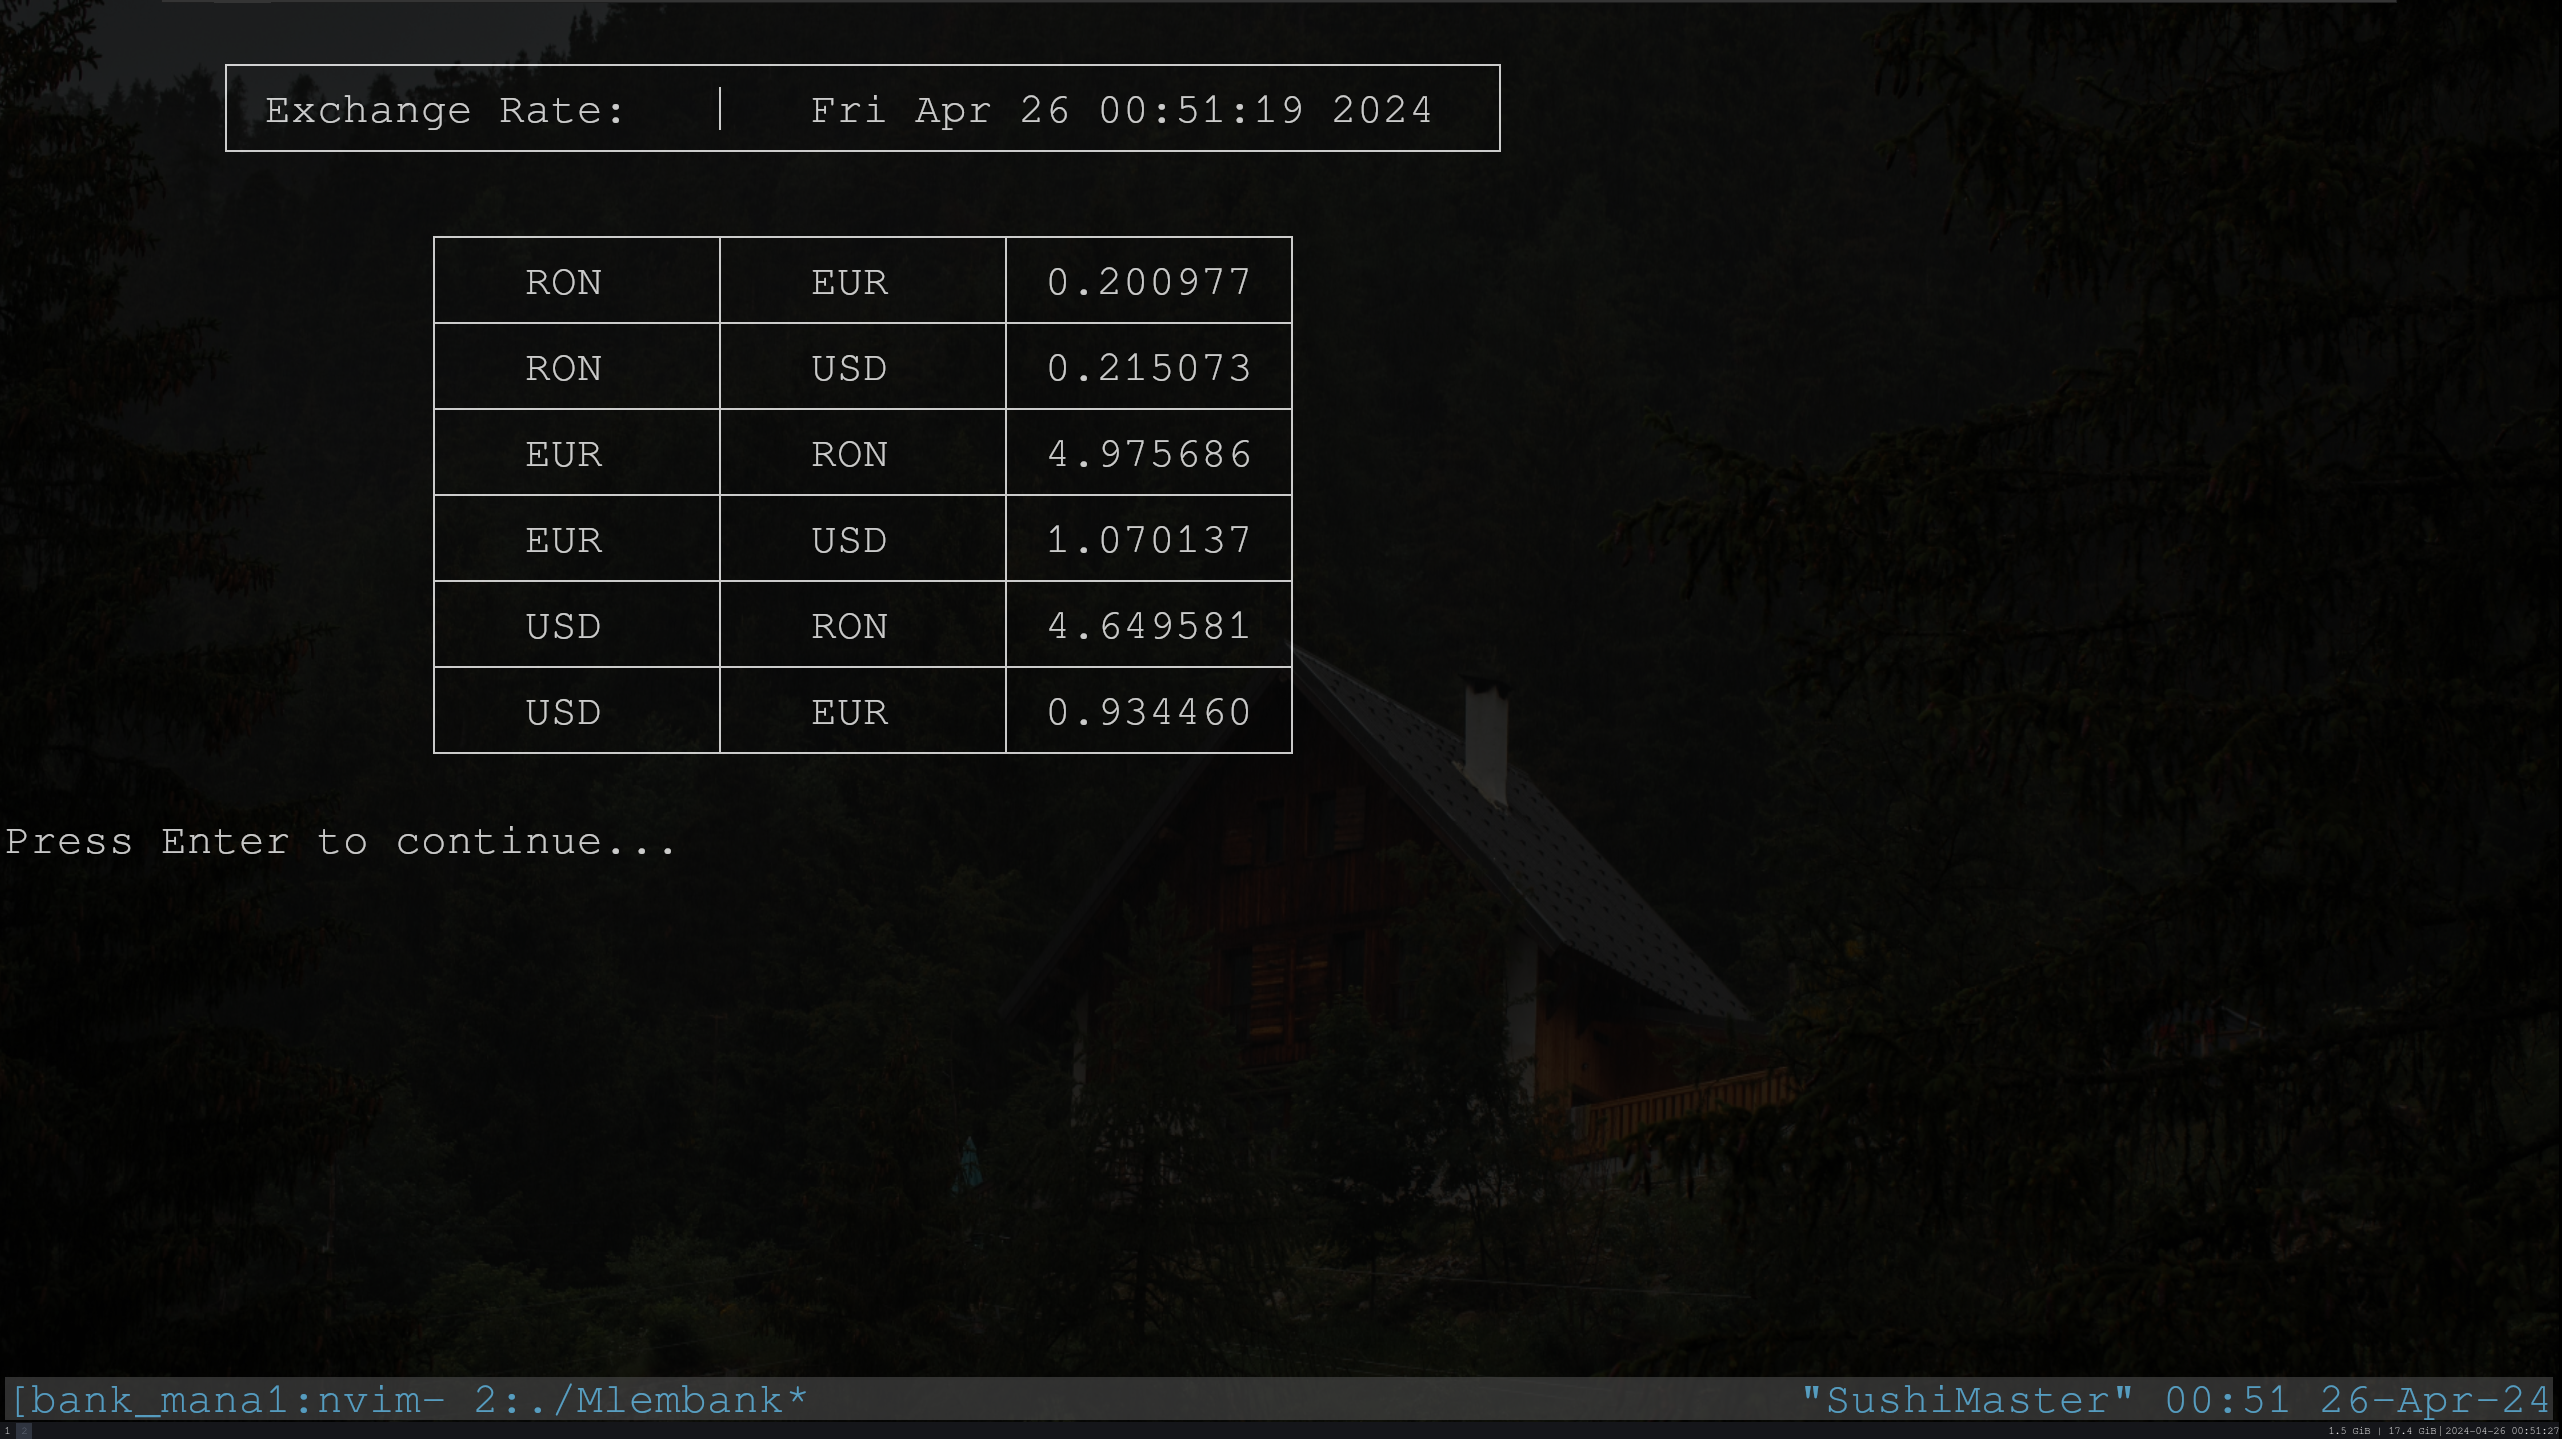 Exchange Rate: | Fri Apr 26 00:51:19 2024
RON EUR 0.200977
RON USD 0.215073
EUR RON 4.975686
EUR USD 1.070137
USD RON 4.649581
USD EUR 0.934460
Press Enter to continue...
[bank_mana1:nvim- 2:./Mlembank* "SushiMaster" 00:51 26-Apr-24
1 2 1.5 GiB | 17.4 GiB|2024-04-26 00:51:27